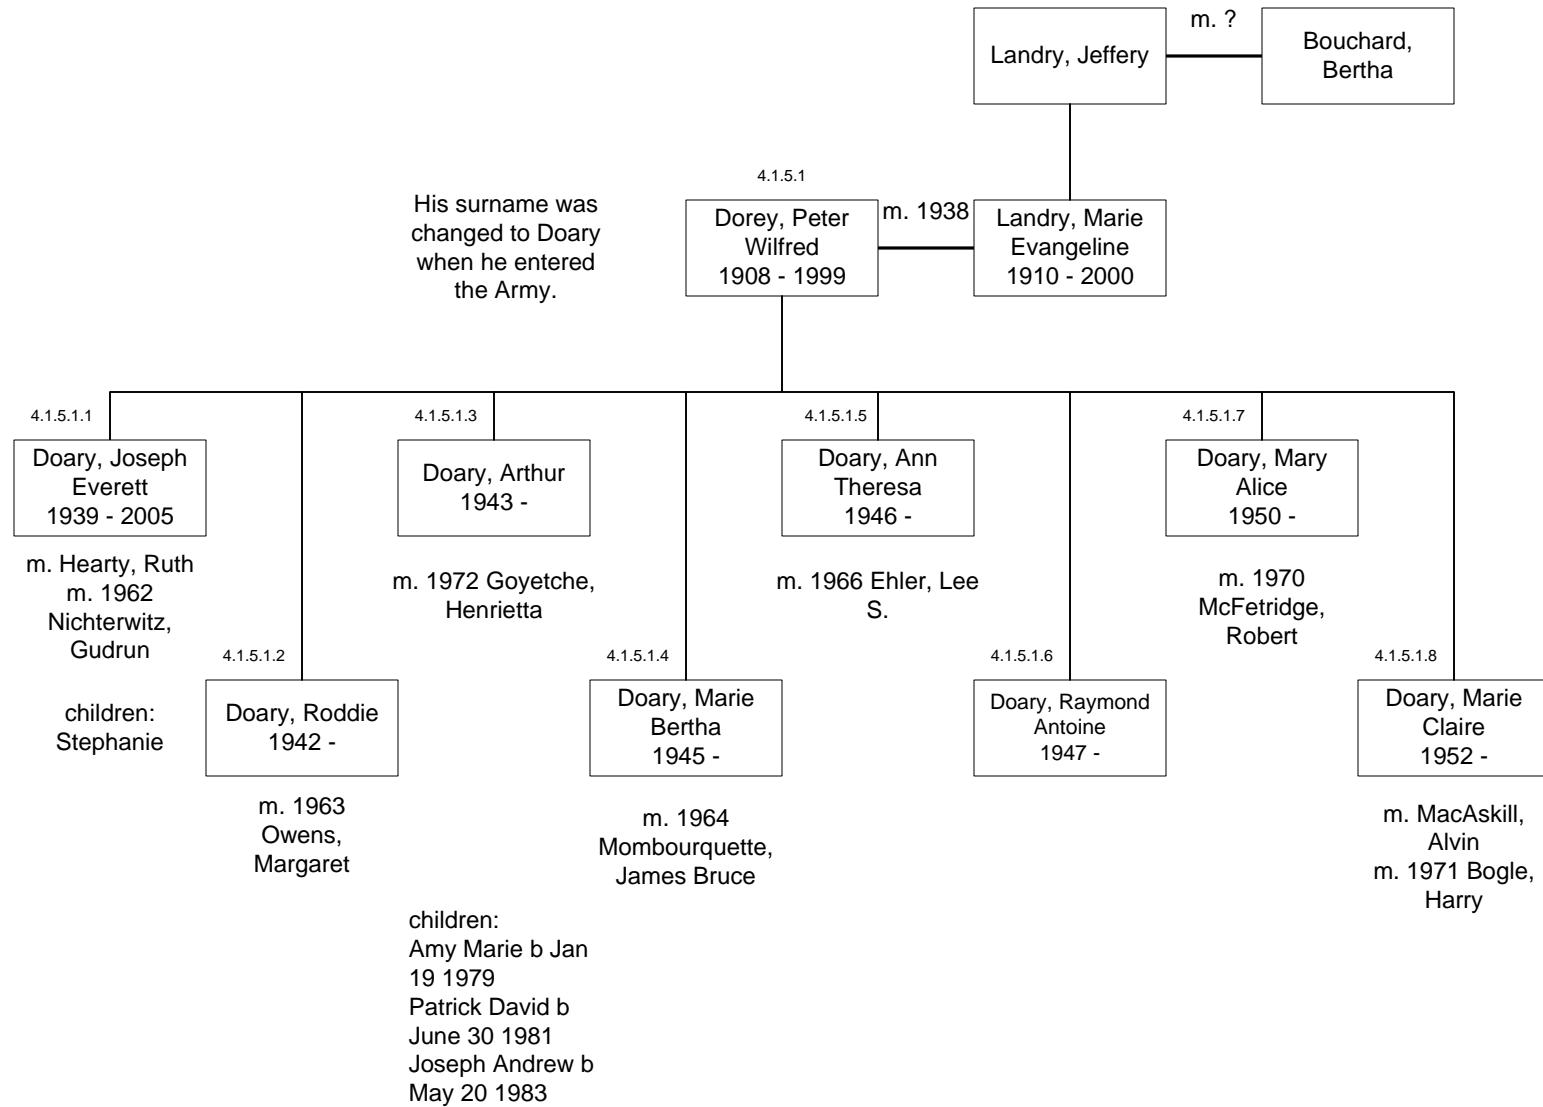 m. ?
Landry, Jeffery
Bouchard,
Bertha
4.1.5.1
His surname was
changed to Doary
when he entered
the Army.
Dorey, Peter
Wilfred
1908 - 1999
m. 1938
Landry, Marie
Evangeline
1910 - 2000
4.1.5.1.1
Doary, Joseph
Everett
1939 - 2005
m. Hearty, Ruth
m. 1962
Nichterwitz,
Gudrun
children:
Stephanie
4.1.5.1.2
Doary, Roddie
1942 -
m. 1963
Owens,
Margaret
4.1.5.1.3
Doary, Arthur
1943 -
m. 1972 Goyetche,
Henrietta
4.1.5.1.4
Doary, Marie
Bertha
1945 -
m. 1964
Mombourquette,
James Bruce
children:
Amy Marie b Jan
19 1979
Patrick David b
June 30 1981
Joseph Andrew b
May 20 1983
4.1.5.1.5
Doary, Ann
Theresa
1946 -
m. 1966 Ehler, Lee
S.
4.1.5.1.6
Doary, Raymond
Antoine
1947 -
4.1.5.1.7
Doary, Mary
Alice
1950 -
m. 1970
McFetridge,
Robert
4.1.5.1.8
Doary, Marie
Claire
1952 -
m. MacAskill,
Alvin
m. 1971 Bogle,
Harry